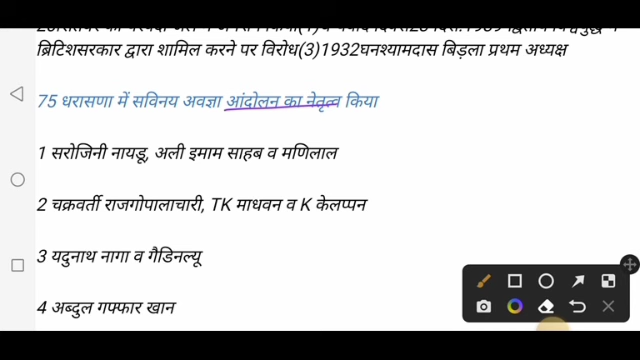 ब्रिटिशसरकार द्वारा शामिल करने पर विरोध(3)1932घनश्यामदास बिड़ला प्रथम अध्यक्ष
75 धरासणा में सविनय अवज्ञा आंदोलन का नेतृत्व किया
1 सरोजिनी नायडू, अली इमाम साहब व मणिलाल
2 चक्रवर्ती राजगोपालाचारी, TK माधवन व K केलप्पन
3 यदुनाथ नागा व गैडिनल्यू
4 अब्दुल गफ्फार खान